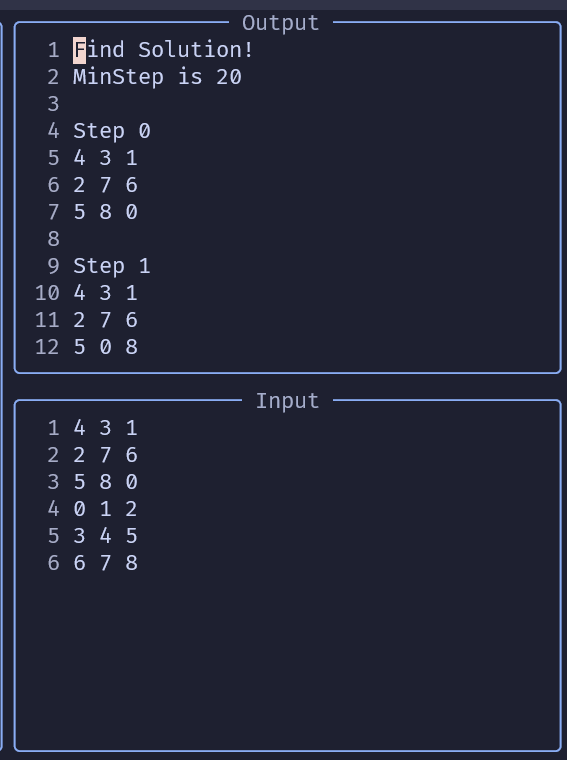 Output
1 Find Solution!
2 MinStep is 20
3
4 Step 0
5 4 3 1
6 2 7 6
7 5 8 0
8
9 Step 1
10 4 3 1
11 2 7 6
12 5 0 8
Input
1 4 3 1
2 2 7 6
3 5 8 0
4 0 1 2
5 3 4 5
6 6 7 8